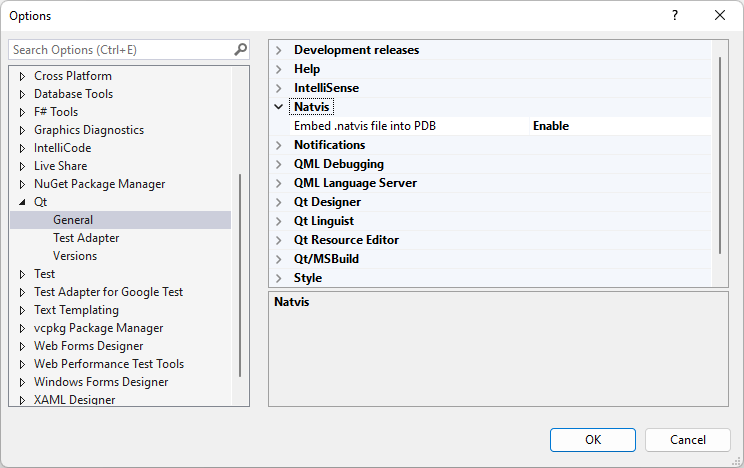 Options
?
Search Options (Ctrl+E)
Cross Platform
Database Tools
F# Tools
Graphics Diagnostics
IntelliCode
Live Share
NuGet Package Manager
Qt
General
Test Adapter
Versions
Test
Test Adapter for Google Test
Text Templating
vcpkg Package Manager
Web Forms Designer
Web Performance Test Tools
Windows Forms Designer
XAML Designer
Development releases
Help
IntelliSense
Natvis
Embed .natvis file into PDB Enable
Notifications
QML Debugging
QML Language Server
Qt Designer
Qt Linguist
Qt Resource Editor
Qt/MSBuild
Style
Natvis
OK
Cancel